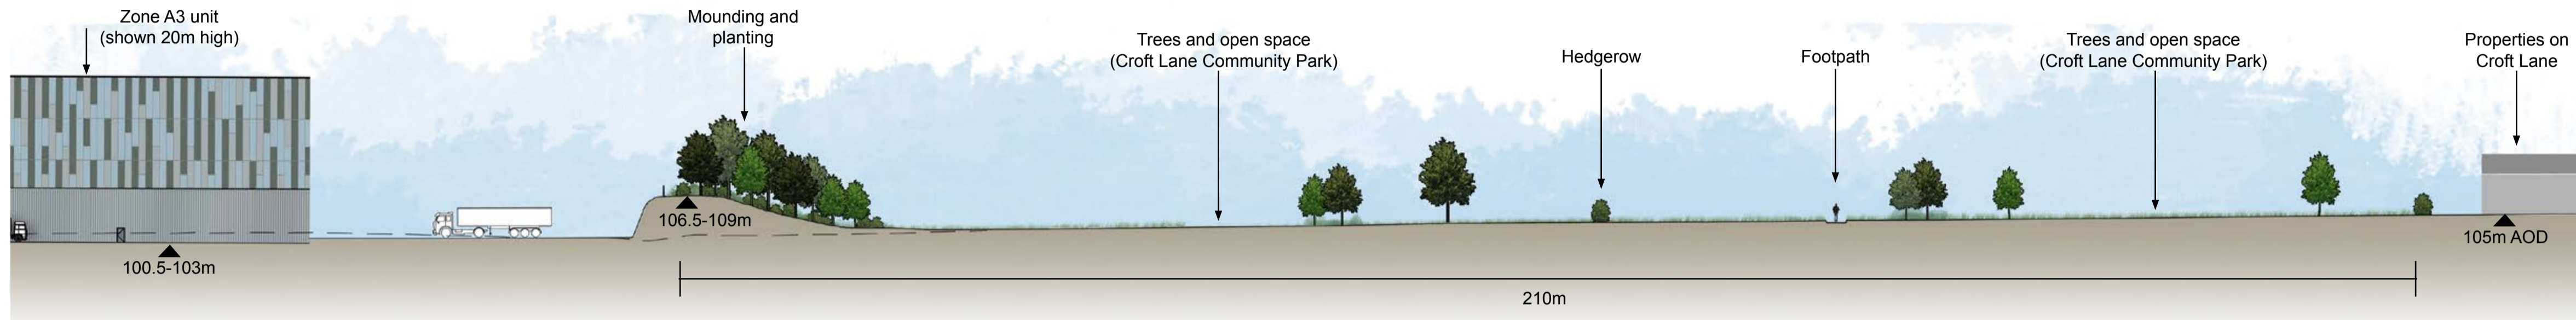 Zone A3 unit
(shown 20m high)
Mounding and
planting
Trees and open space
(Croft Lane Community Park)
Hedgerow
Footpath
Trees and open space
(Croft Lane Community Park)
Properties on
Croft Lane
106.5-109m
100.5-103m
105m AOD
210m